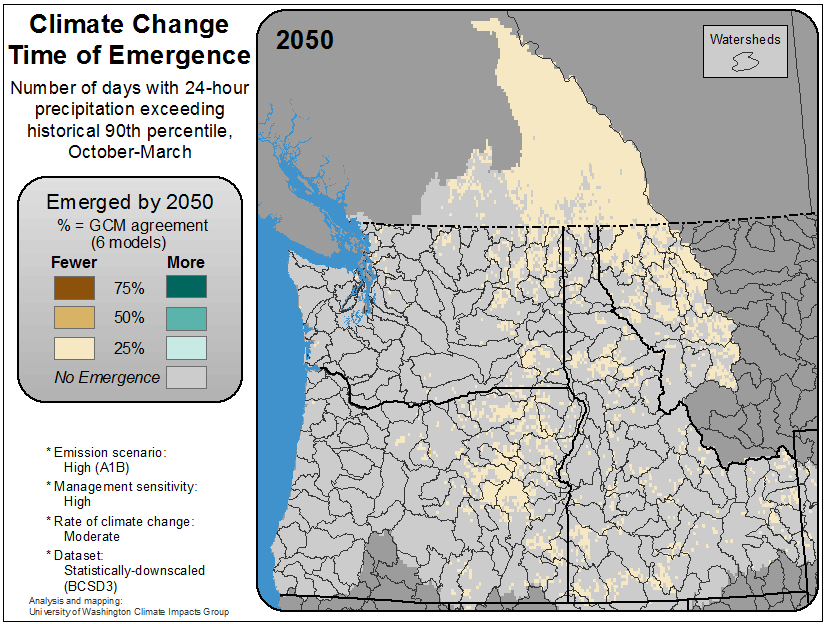 Climate Change
Time of Emergence
Number of days with 24-hour
precipitation exceeding
historical 90th percentile,
October-March
Emerged by 2050
% = GCM agreement
(6 models)
Fewer More
75%
50%
25%
No Emergence
* Emission scenario:
High (A1B)
* Management sensitivity:
High
* Rate of climate change:
Moderate
* Dataset:
Statistically-downscaled
(BCSD3)
Analysis and mapping:
University of Washington Climate Impacts Group
2050
Watersheds